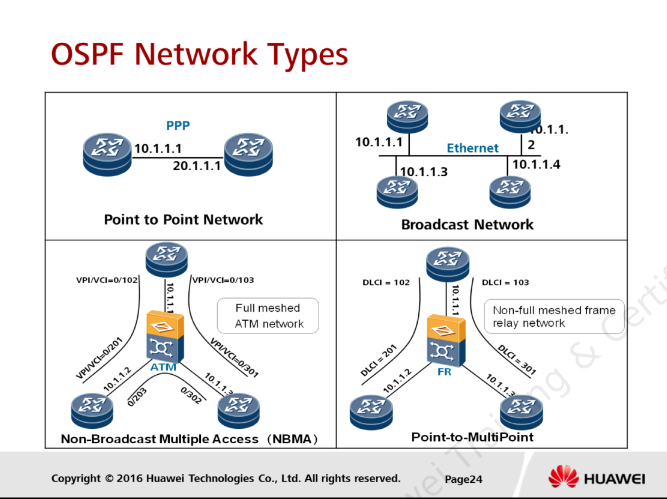 OSPF Network Types
PPP
10.1.1.1
20.1.1.1
Point to Point Network
10.1.1.1
Ethernet
10.1.1.
2
10.1.1.3
10.1.1.4
Broadcast Network
VPI/VCI=0/102
VPI/VCI=0/103
10.1.1.1
Full meshed
ATM network
VPI/VCI=0/201
VPI/VCI=0/301
ATM
10.1.1.2
0/203
0/302
10.1.1.3
Non-Broadcast Multiple Access（NBMA）
DLCI = 102
DLCI = 103
10.1.1.1
Non-full meshed frame
relay network
DLCI = 201
DLCI = 301
FR
10.1.1.2
10.1.1.3
Point-to-MultiPoint
Copyright © 2016 Huawei Technologies Co., Ltd. All rights reserved.
Page24
HUAWEI